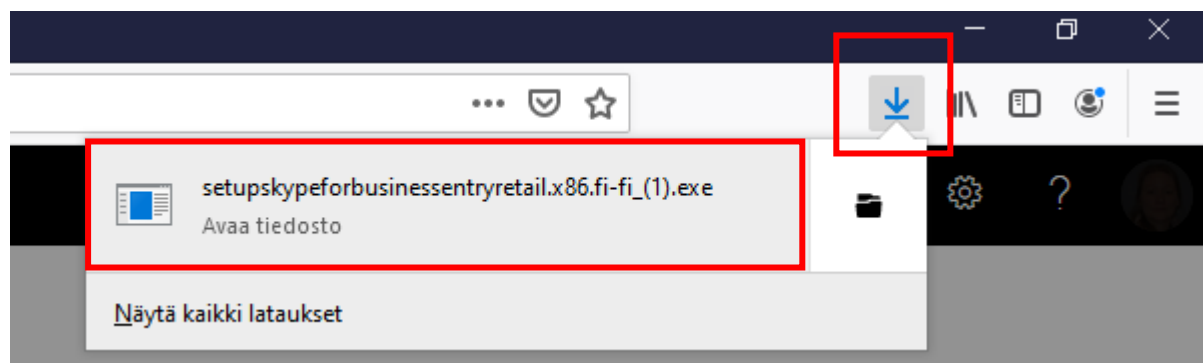 setupskypeforbusinessentryretail.x86.fi-fi_(1).exe
Avaa tiedosto
Näytä kaikki lataukset